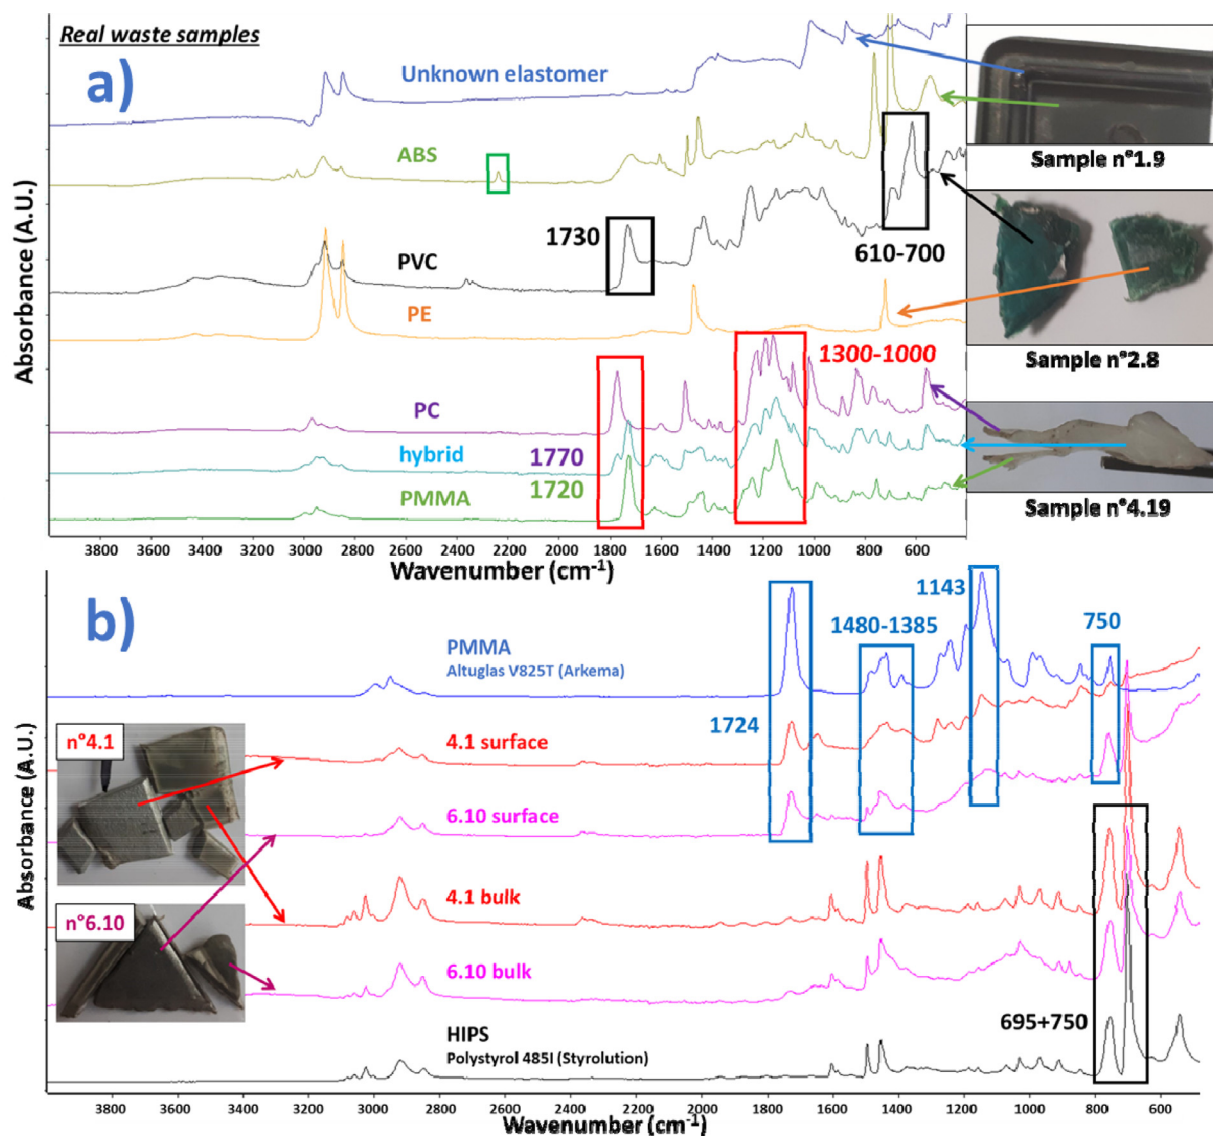 Real waste samples
a)
Unknown elastomer
ABS
1730
PVC
610-700
PE
1300-1000
PC
hybrid
1770
PMMA
1720
Absorbance (A.U.)
3800 3600 3400 3200 3000 2800 2600 2400 2200 2000 1800 1600 1400 1200 1000 800 600
Wavenumber (cm-1)
Sample n°1.9
Sample n°2.8
Sample n°4.19
b)
PMMA
Altuglas V825T (Arkema)
1143
1480-1385
750
1724
n°4.1
4.1 surface
6.10 surface
4.1 bulk
n°6.10
6.10 bulk
695+750
HIPS
Polystyrol 485I (Styrolution)
Absorbance (A.U.)
3800 3600 3400 3200 3000 2800 2600 2400 2200 2000 1800 1600 1400 1200 1000 800 600
Wavenumber (cm-1)